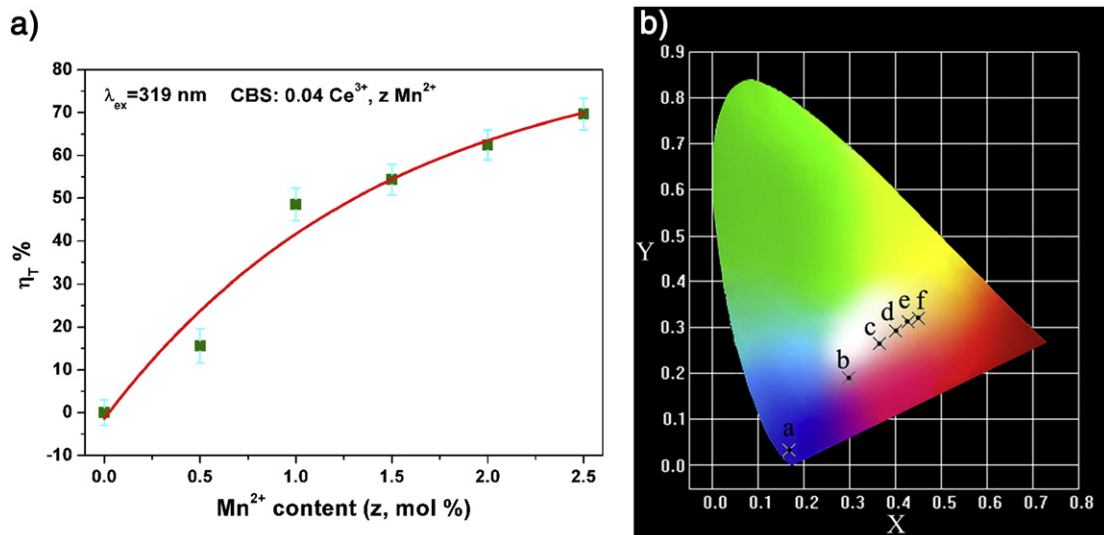 a)
λex=319 nm CBS: 0.04 Ce3+, z Mn2+
80
70
60
50
40
30
20
10
0
-10
ηT %
0.0 0.5 1.0 1.5 2.0 2.5
Mn2+ content (z, mol %)
b)
0.9
0.8
0.7
0.6
0.5
0.4
0.3
0.2
0.1
0.0
Y
a b c d e f
0.0 0.1 0.2 0.3 0.4 0.5 0.6 0.7 0.8
X